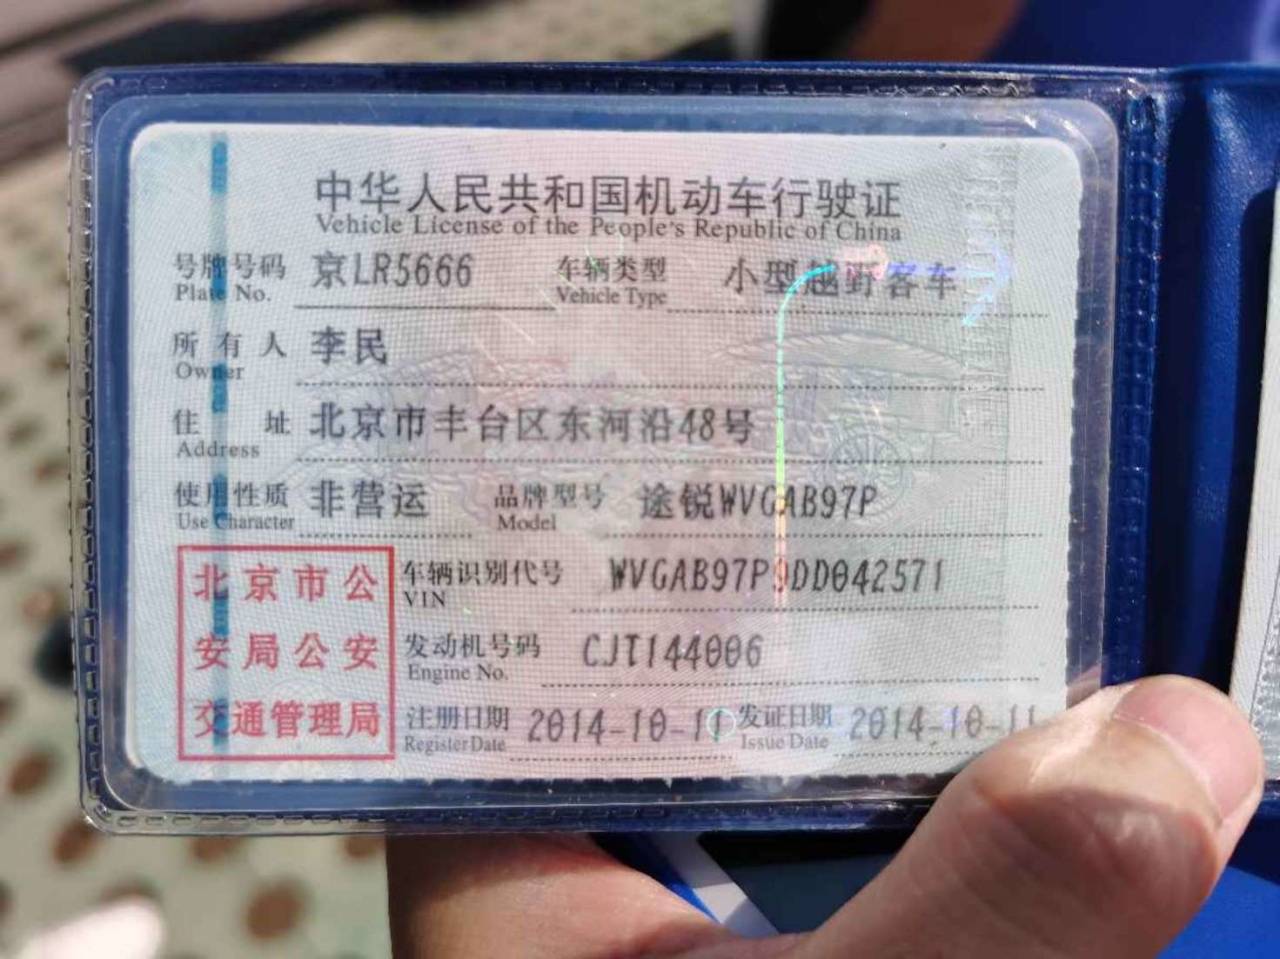 中华人民共和国机动车行驶证
Vehicle License of the People's Republic of China
号牌号码 京LR5666 车辆类型 小型越野客车
Plate No. Vehicle Type
所有人 李民
Owner
住址 北京市丰台区东河沿48号
Address
使用性质 非营运 品牌型号 途锐WVGAB97P
Use Character Model
北京市公
安局公安
交通管理局
车辆识别代号 WVGAB97P9DD042571
VIN
发动机号码 CJT144006
Engine No.
注册日期 2014-10-11 发证日期 2014-10-11
Register Date Issue Date